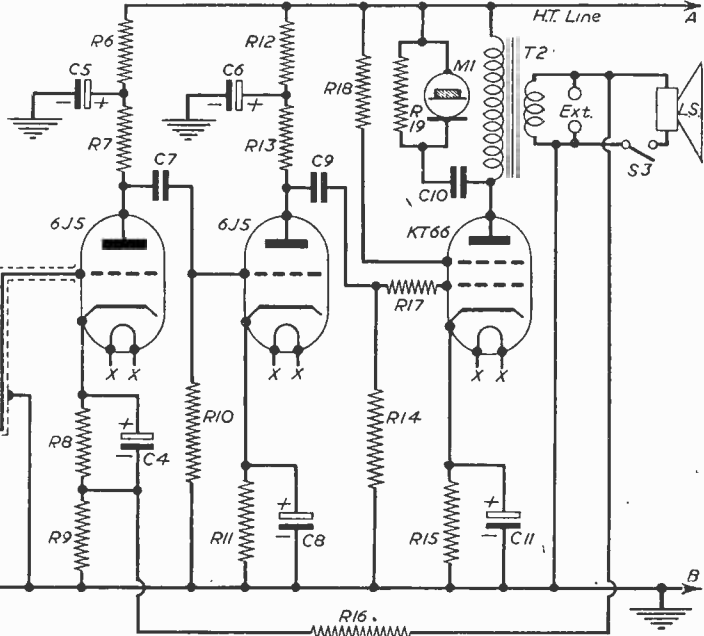 H.T. Line
A
R6
R12
T2
M1
C5
C6
R18
R
19
Ext.
L.S.
R7
R13
C7
C9
C10
S3
6J5
6J5
KT66
R17
X X
X X
X X
R10
R14
+
R8
- C4
R9
R11
+
- C8
R15
+
- C11
B
R16
- +
- +